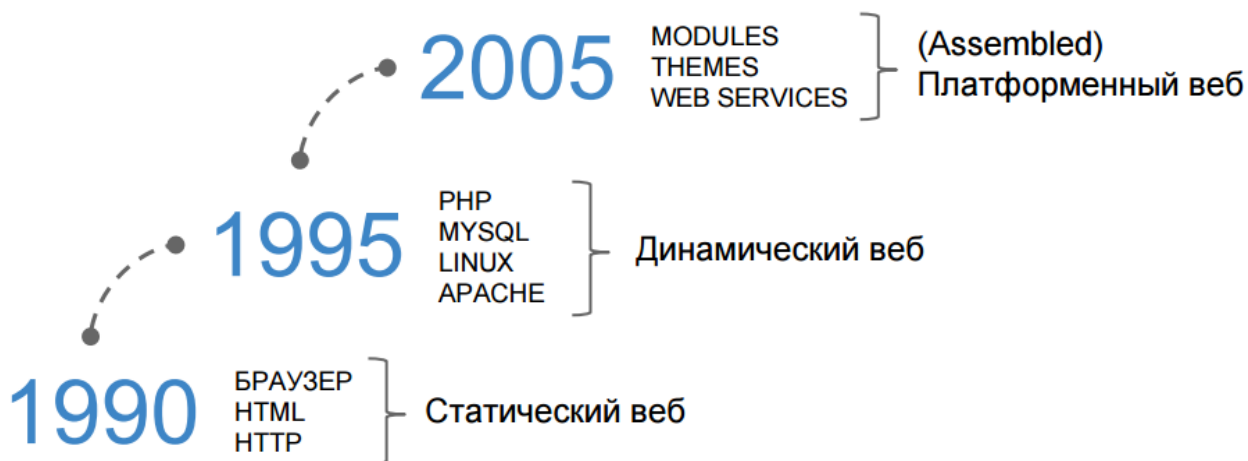 2005
MODULES
THEMES
WEB SERVICES
(Assembled)
Платформенный веб
1995
PHP
MYSQL
LINUX
APACHE
Динамический веб
1990
БРАУЗЕР
HTML
HTTP
Статический веб